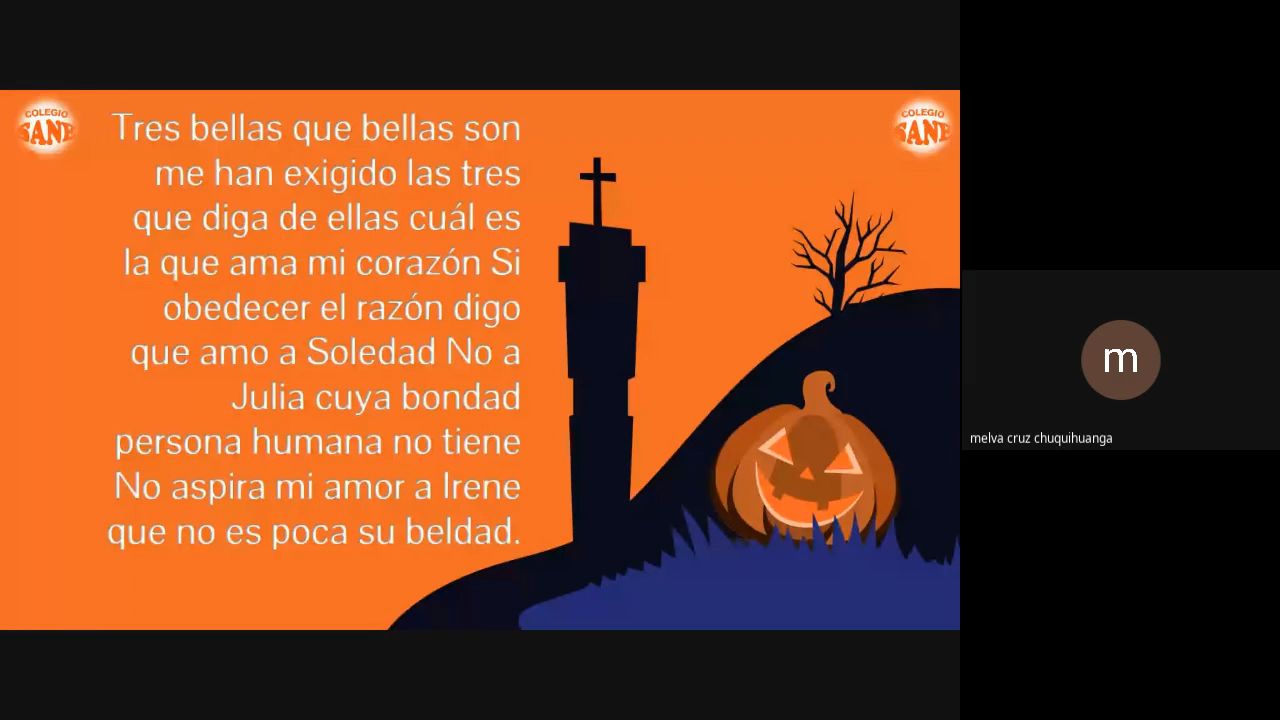 COLEGIO
SANB
COLEGIO
SANB
Tres bellas que bellas son
me han exigido las tres
que diga de ellas cuál es
la que ama mi corazón Si
obedecer el razón digo
que amo a Soledad No a
Julia cuya bondad
persona humana no tiene
No aspira mi amor a Irene
que no es poca su beldad.
m
melva cruz chuquihuanga